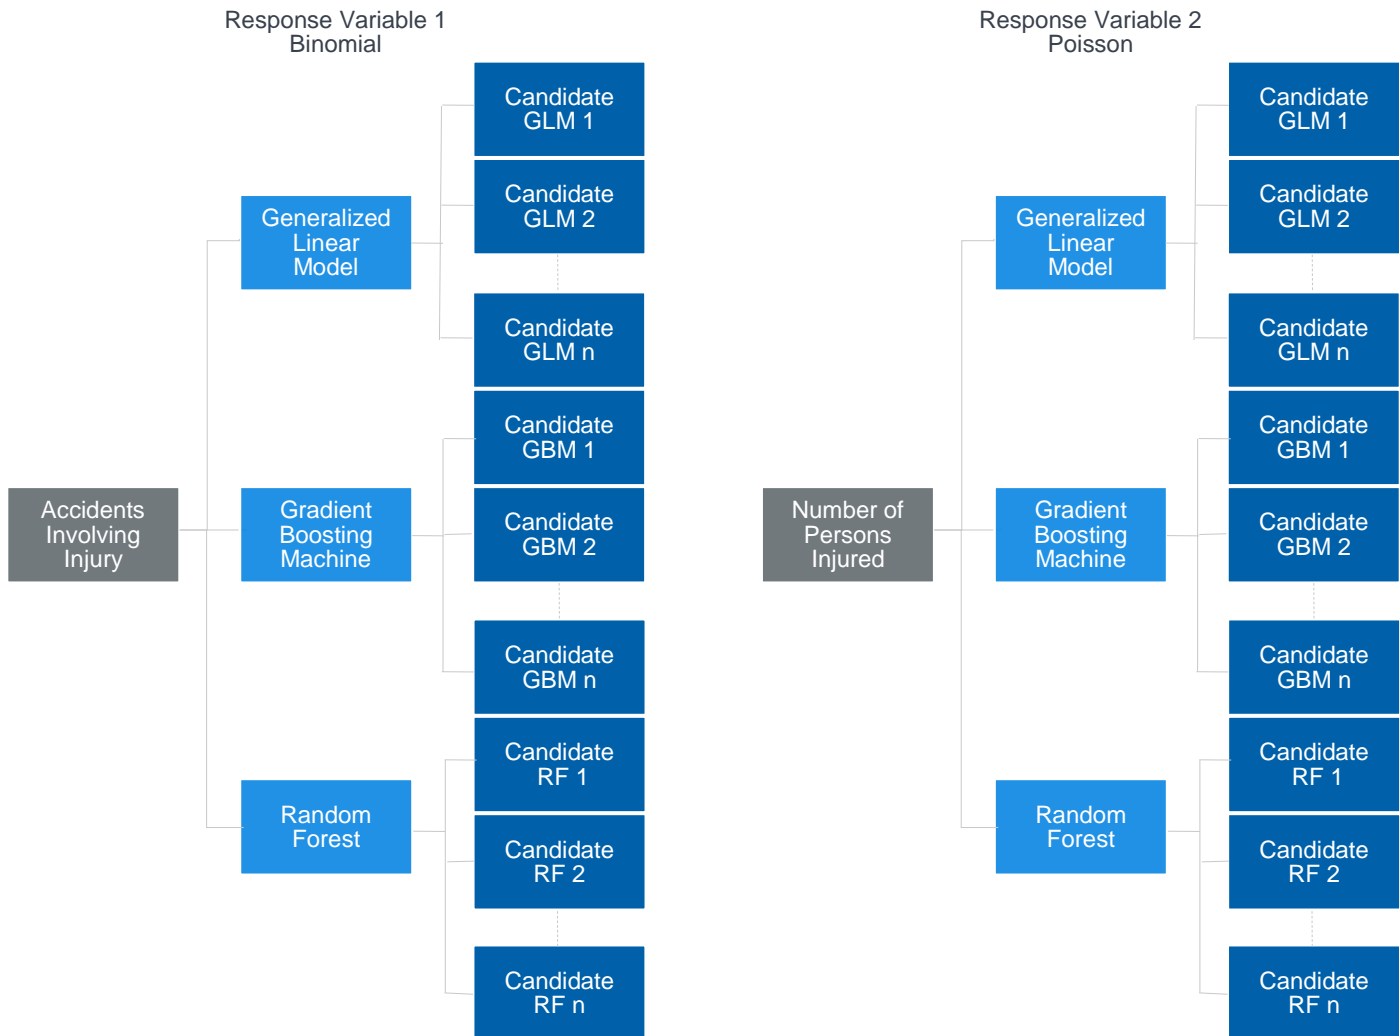 Response Variable 1
Binomial
Candidate
GLM 1
Candidate
GLM 2
Generalized
Linear
Model
Candidate
GLM n
Candidate
GBM 1
Accidents
Involving
Injury
Gradient
Boosting
Machine
Candidate
GBM 2
Candidate
GBM n
Candidate
RF 1
Random
Forest
Candidate
RF 2
Candidate
RF n
Response Variable 2
Poisson
Candidate
GLM 1
Candidate
GLM 2
Generalized
Linear
Model
Candidate
GLM n
Candidate
GBM 1
Number of
Persons
Injured
Gradient
Boosting
Machine
Candidate
GBM 2
Candidate
GBM n
Candidate
RF 1
Random
Forest
Candidate
RF 2
Candidate
RF n